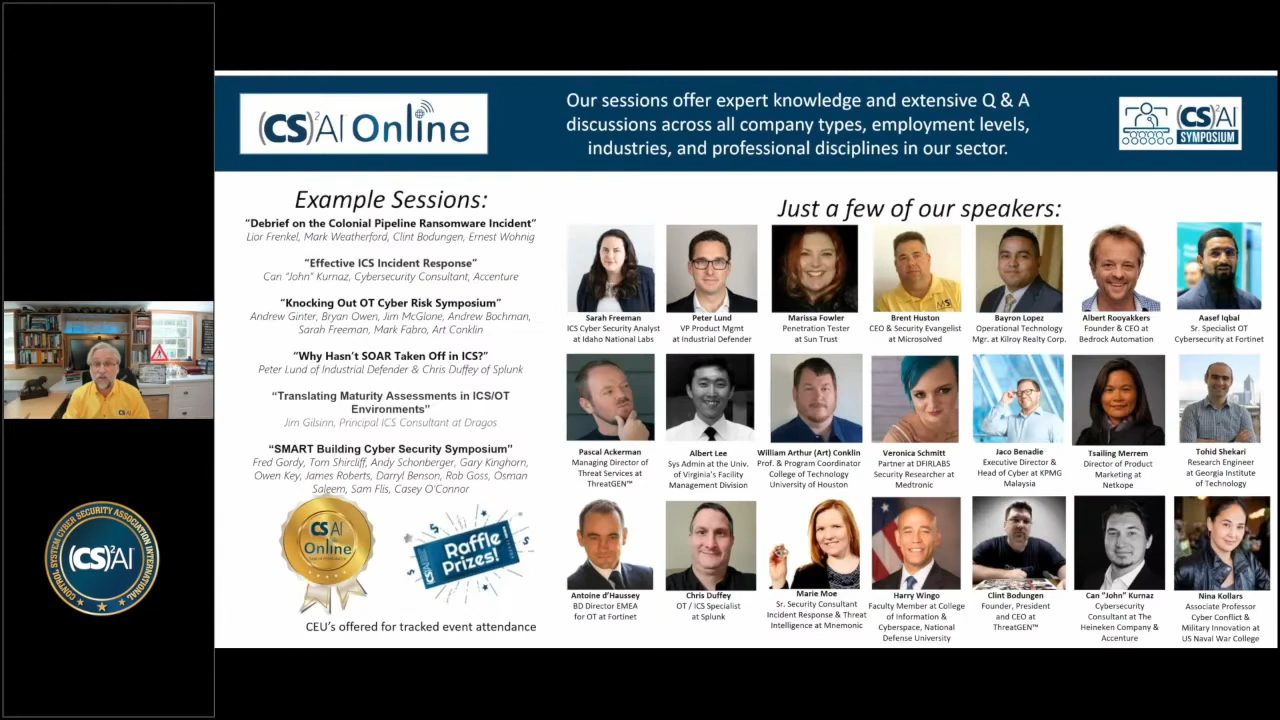 (CS)²AI Online
Our sessions offer expert knowledge and extensive Q & A
discussions across all company types, employment levels,
industries, and professional disciplines in our sector.
(CS)²AI
SYMPOSIUM
Example Sessions:
“Debrief on the Colonial Pipeline Ransomware Incident”
Lior Frenkel, Mark Weatherford, Clint Bodungen, Ernest Wohnig
“Effective ICS Incident Response”
Can “John” Kurnaz, Cybersecurity Consultant, Accenture
“Knocking Out OT Cyber Risk Symposium”
Andrew Ginter, Bryan Owen, Jim McGlone, Andrew Bochman,
Sarah Freeman, Mark Fabro, Art Conklin
“Why Hasn’t SOAR Taken Off in ICS?”
Peter Lund of Industrial Defender & Chris Duffey of Splunk
“Translating Maturity Assessments in ICS/OT
Environments”
Jim Gilsinn, Principal ICS Consultant at Dragos
“SMART Building Cyber Security Symposium”
Fred Gordy, Tom Shircliff, Andy Schonberger, Gary Kinghorn,
Owen Key, James Roberts, Darryl Benson, Rob Goss, Osman
Saleem, Sam Flis, Casey O’Connor
CS²AI
Online
Raffle
Prizes!
CEU’s offered for tracked event attendance
Just a few of our speakers:
Sarah Freeman
ICS Cyber Security Analyst
at Idaho National Labs
Peter Lund
VP Product Mgmt
at Industrial Defender
Marissa Fowler
Penetration Tester
at Sun Trust
Brent Huston
CEO & Security Evangelist
at Microsolved
Bayron Lopez
Operational Technology
Mgr. at Kilroy Realty Corp.
Albert Rooyakkers
Founder & CEO at
Bedrock Automation
Aasef Iqbal
Sr. Specialist OT
Cybersecurity at Fortinet
Pascal Ackerman
Managing Director of
Threat Services at
ThreatGEN™
Albert Lee
Sys Admin at the Univ.
of Virginia’s Facility
Management Division
William Arthur (Art) Conklin
Prof. & Program Coordinator
College of Technology
University of Houston
Veronica Schmitt
Partner at DFIRLABS
Security Researcher at
Medtronic
Jaco Benadie
Executive Director &
Head of Cyber at KPMG
Malaysia
Tsailing Merrem
Director of Product
Marketing at
Netkope
Tohid Shekari
Research Engineer
at Georgia Institute
of Technology
Antoine d’Haussey
BD Director EMEA
for OT at Fortinet
Chris Duffey
OT / ICS Specialist
at Splunk
Marie Moe
Sr. Security Consultant
Incident Response & Threat
Intelligence at Mnemonic
Harry Wingo
Faculty Member at College
of Information &
Cyberspace, National
Defense University
Clint Bodungen
Founder, President
and CEO at
ThreatGEN™
Can “John” Kurnaz
Cybersecurity
Consultant at The
Heineken Company &
Accenture
Nina Kollars
Associate Professor
Cyber Conflict &
Military Innovation at
US Naval War College
CONTROL SYSTEM CYBER SECURITY ASSOCIATION INTERNATIONAL
(CS)²AI